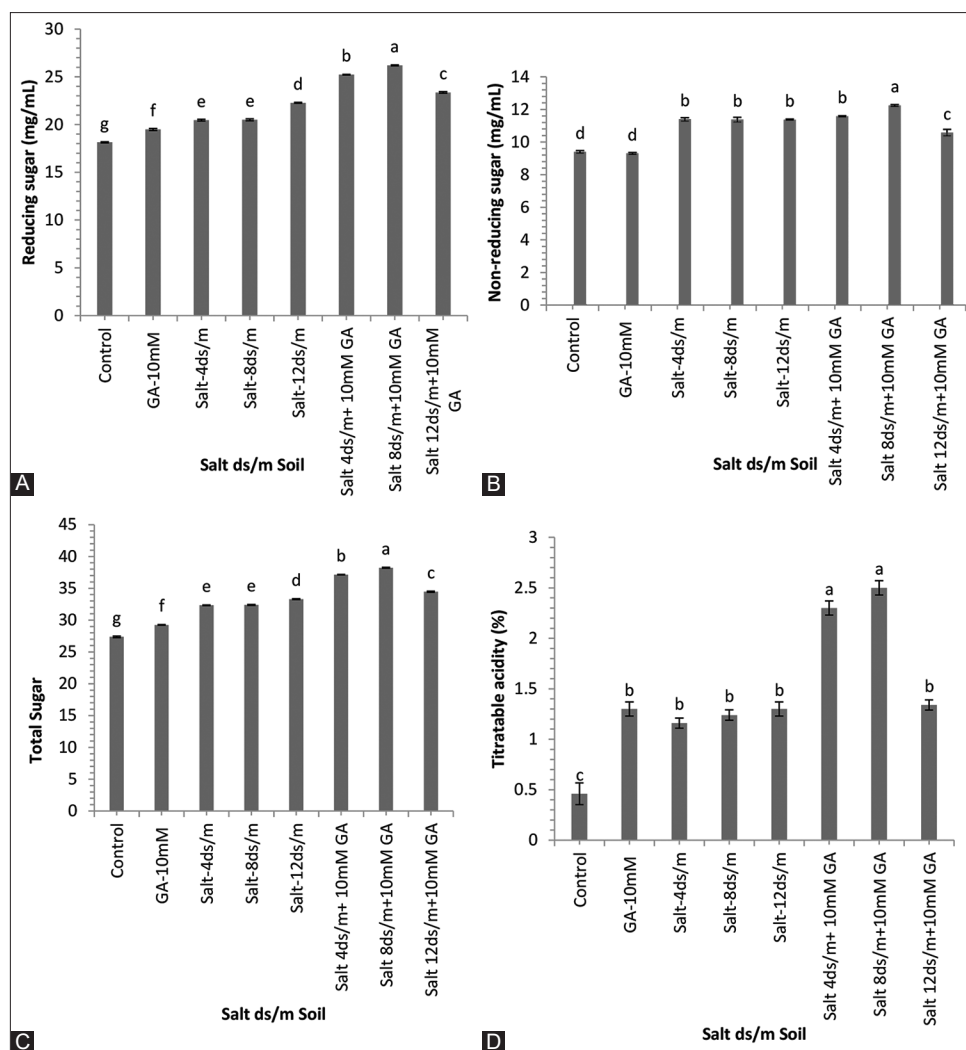 Reducing sugar (mg/mL)
30
25
20
15
10
5
0
g
f
e
e
d
b
a
c
Control
GA-10mM
Salt-4ds/m
Salt-8ds/m
Salt-12ds/m
Salt 4ds/m+ 10mM GA
Salt 8ds/m+10mM GA
Salt 12ds/m+10mM
GA
Salt ds/m Soil
A
Non-reducing sugar (mg/mL)
14
12
10
8
6
4
2
0
d
d
b
b
b
b
a
c
Control
GA-10mM
Salt-4ds/m
Salt-8ds/m
Salt-12ds/m
Salt 4ds/m+ 10mM GA
Salt 8ds/m+10mM GA
Salt 12ds/m+10mM GA
Salt ds/m Soil
B
Total Sugar
45
40
35
30
25
20
15
10
5
0
g
f
e
e
d
b
a
c
Control
GA-10mM
Salt-4ds/m
Salt-8ds/m
Salt-12ds/m
Salt 4ds/m+ 10mM GA
Salt 8ds/m+10mM GA
Salt 12ds/m+10mM GA
Salt ds/m Soil
C
Titratable acidity (%)
3
2.5
2
1.5
1
0.5
0
c
b
b
b
b
a
a
b
Control
GA-10mM
Salt-4ds/m
Salt-8ds/m
Salt-12ds/m
Salt 4ds/m+ 10mM GA
Salt 8ds/m+10mM GA
Salt 12ds/m+10mM GA
Salt ds/m Soil
D